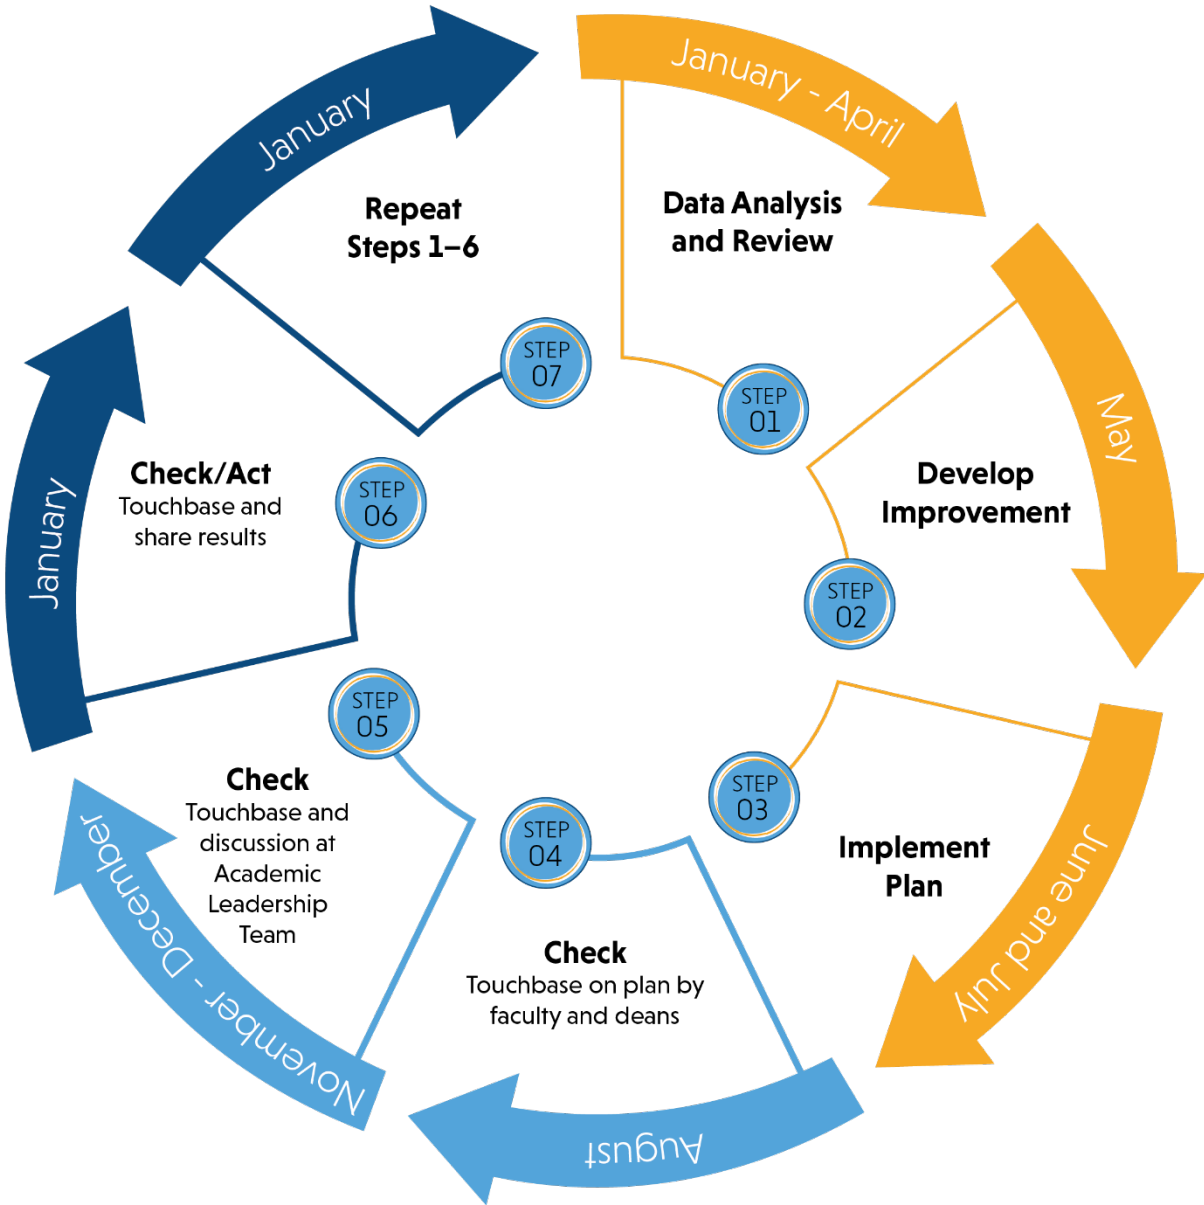 January - April
Data Analysis
and Review
STEP
01
May
Develop
Improvement
STEP
02
June and July
Implement
Plan
STEP
03
August
Check
Touchbase on plan by
faculty and deans
STEP
04
November - December
Check
Touchbase and
discussion at
Academic
Leadership
Team
STEP
05
January
Check/Act
Touchbase and
share results
STEP
06
January
Repeat
Steps 1–6
STEP
07